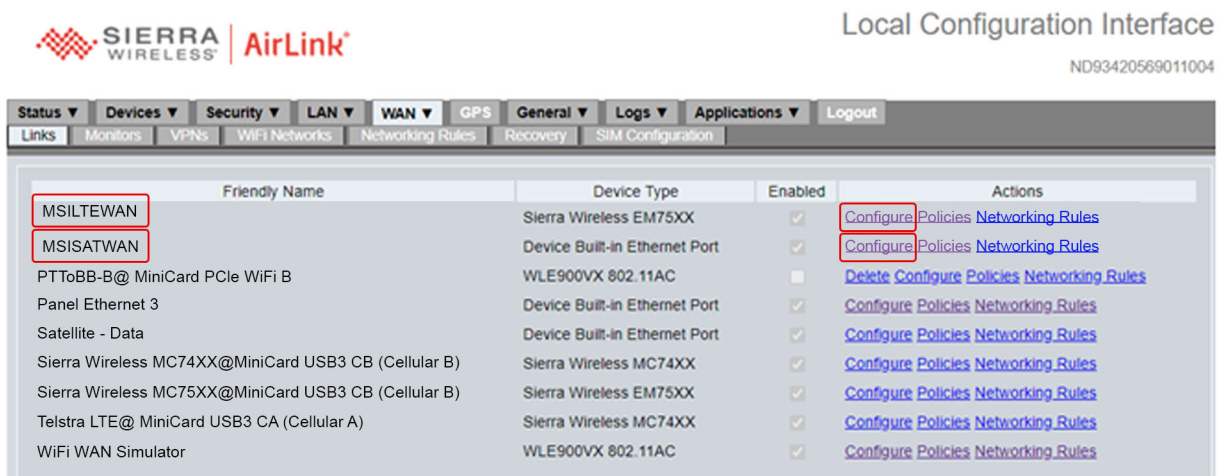 SIERRA WIRELESS AirLink®
Local Configuration Interface
ND93420569011004
Status ▼ Devices ▼ Security ▼ LAN ▼ WAN ▼ GPS General ▼ Logs ▼ Applications ▼ Logout
Links Monitors VPNs WiFi Networks Networking Rules Recovery SIM Configuration
Friendly Name Device Type Enabled Actions
MSILTEWAN Sierra Wireless EM75XX Configure Policies Networking Rules
MSISATWAN Device Built-in Ethernet Port Configure Policies Networking Rules
PTToBB-B@ MiniCard PCIe WiFi B WLE900VX 802.11AC Delete Configure Policies Networking Rules
Panel Ethernet 3 Device Built-in Ethernet Port Configure Policies Networking Rules
Satellite - Data Device Built-in Ethernet Port Configure Policies Networking Rules
Sierra Wireless MC74XX@MiniCard USB3 CB (Cellular B) Sierra Wireless MC74XX Configure Policies Networking Rules
Sierra Wireless MC75XX@MiniCard USB3 CB (Cellular B) Sierra Wireless EM75XX Configure Policies Networking Rules
Telstra LTE@ MiniCard USB3 CA (Cellular A) Sierra Wireless MC74XX Configure Policies Networking Rules
WiFi WAN Simulator WLE900VX 802.11AC Configure Policies Networking Rules